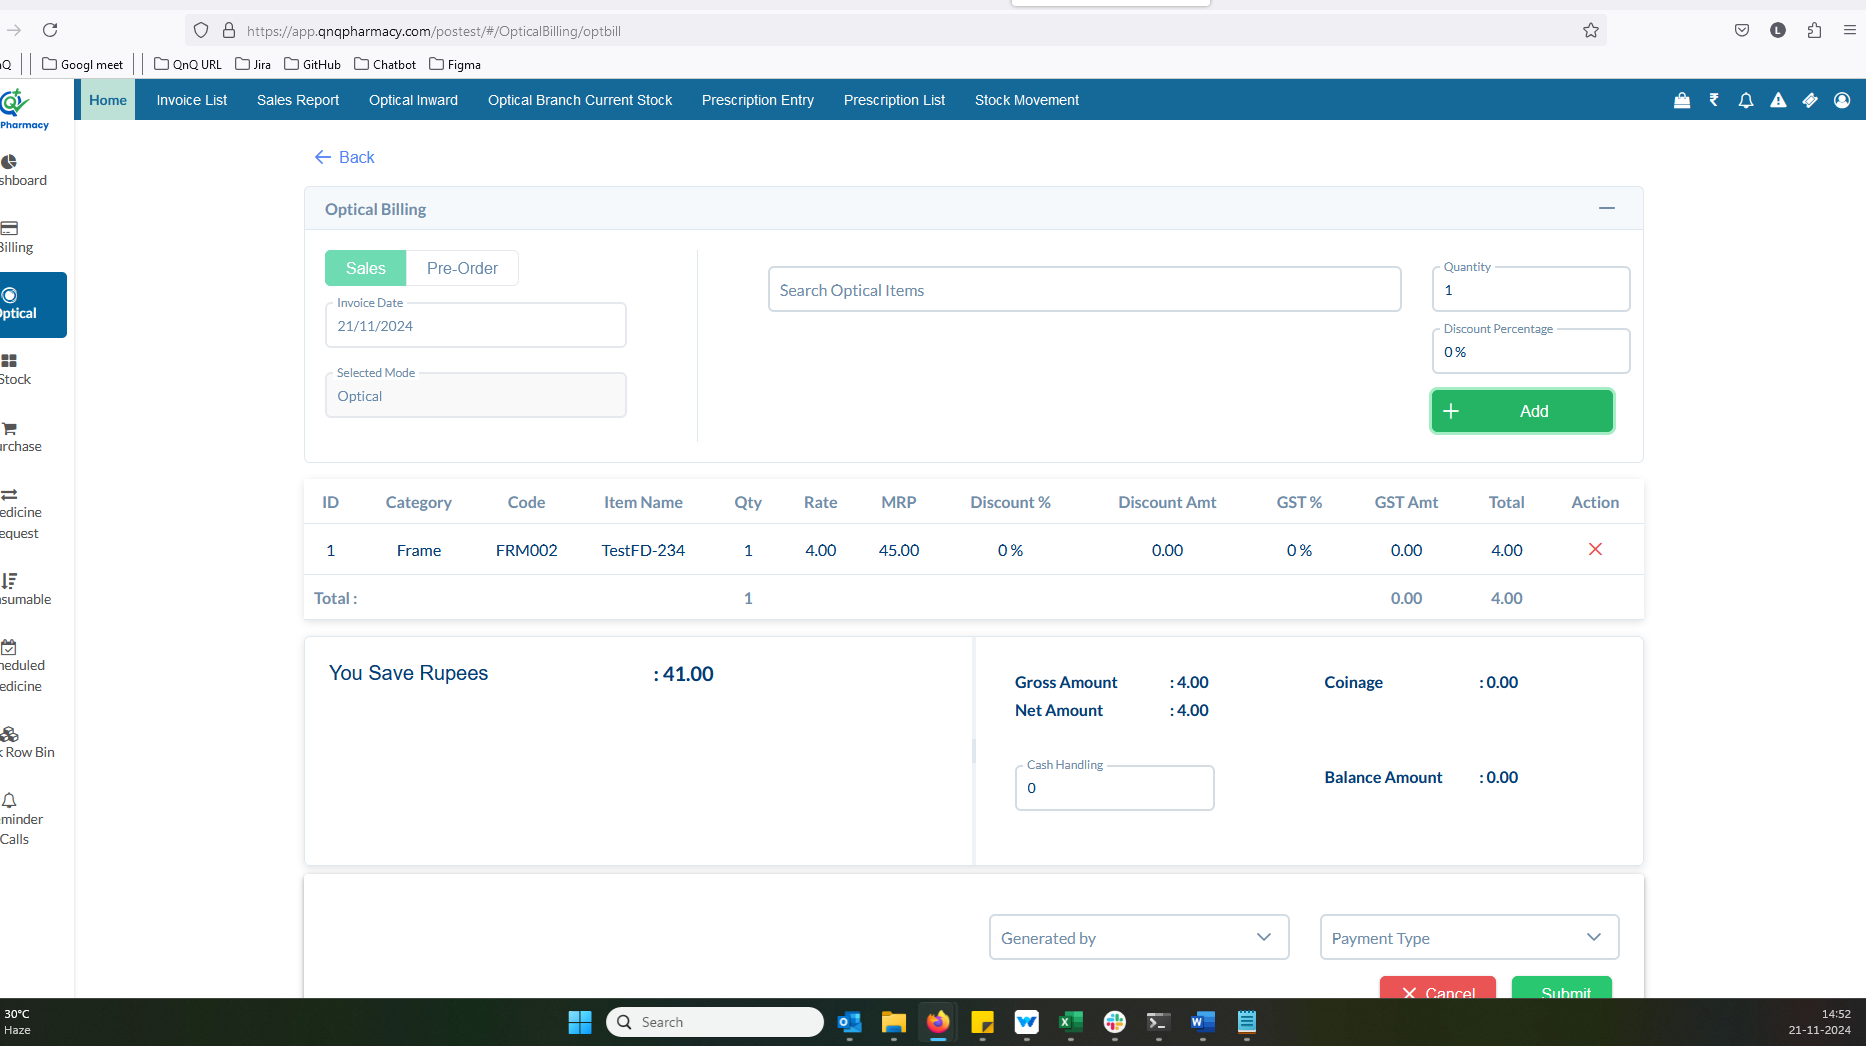 https://app.qnqpharmacy.com/postest/#/OpticalBilling/optbill
L
Q
Googl meet
QnQ URL
Jira
GitHub
Chatbot
Figma
Pharmacy
Home Invoice List Sales Report Optical Inward Optical Branch Current Stock Prescription Entry Prescription List Stock Movement
shboard
Billing
Optical
Stock
urchase
edicine
equest
sumable
heduled
edicine
k Row Bin
eminder
Calls
Back
Optical Billing
Sales Pre-Order
Invoice Date
21/11/2024
Selected Mode
Optical
Search Optical Items
Quantity
1
Discount Percentage
0 %
Add
ID Category Code Item Name Qty Rate MRP Discount % Discount Amt GST % GST Amt Total Action
1 Frame FRM002 TestFD-234 1 4.00 45.00 0 % 0.00 0 % 0.00 4.00
Total : 1 0.00 4.00
You Save Rupees : 41.00
Gross Amount : 4.00 Coinage : 0.00
Net Amount : 4.00
Cash Handling
0
Balance Amount : 0.00
Generated by
Payment Type
Cancel
Submit
30°C
Haze
Search
14:52
21-11-2024